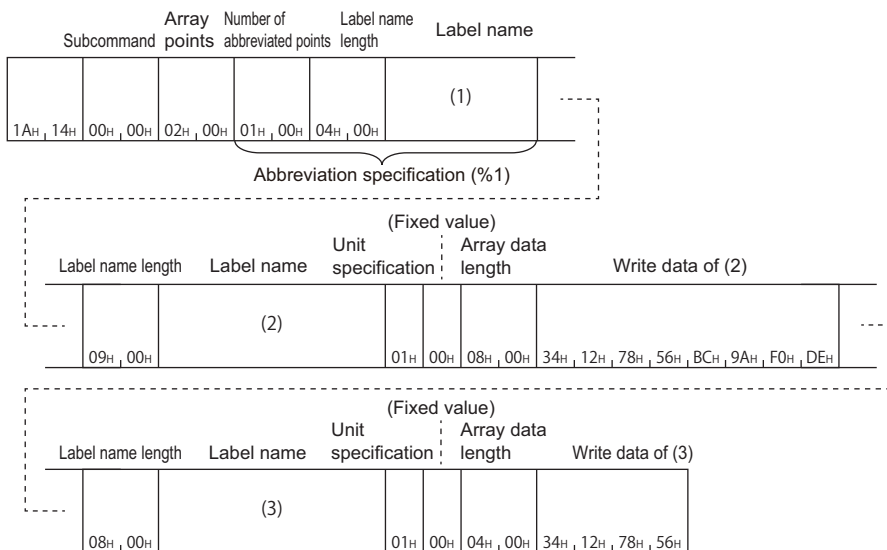 Subcommand Array points Number of abbreviated points Label name length Label name
(1)
1AH 14H 00H 00H 02H 00H 01H 00H 04H 00H
Abbreviation specification (%1)
(Fixed value)
Label name length Label name Unit specification Array data length Write data of (2)
(2)
09H 00H 01H 00H 08H 00H 34H 12H 78H 56H BCH 9AH F0H DEH
(Fixed value)
Label name length Label name Unit specification Array data length Write data of (3)
(3)
08H 00H 01H 00H 04H 00H 34H 12H 78H 56H